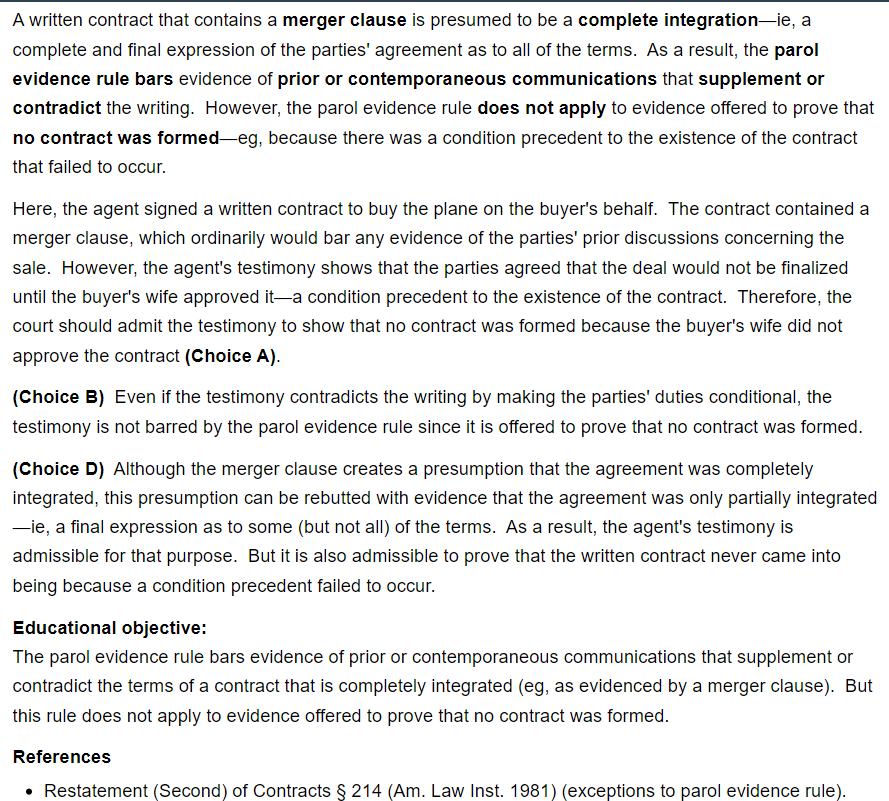 A written contract that contains a merger clause is presumed to be a complete integration—ie, a
complete and final expression of the parties' agreement as to all of the terms.  As a result, the parol
evidence rule bars evidence of prior or contemporaneous communications that supplement or
contradict the writing.  However, the parol evidence rule does not apply to evidence offered to prove that
no contract was formed—eg, because there was a condition precedent to the existence of the contract
that failed to occur.
Here, the agent signed a written contract to buy the plane on the buyer's behalf.  The contract contained a
merger clause, which ordinarily would bar any evidence of the parties' prior discussions concerning the
sale.  However, the agent's testimony shows that the parties agreed that the deal would not be finalized
until the buyer's wife approved it—a condition precedent to the existence of the contract.  Therefore, the
court should admit the testimony to show that no contract was formed because the buyer's wife did not
approve the contract (Choice A).
(Choice B)  Even if the testimony contradicts the writing by making the parties' duties conditional, the
testimony is not barred by the parol evidence rule since it is offered to prove that no contract was formed.
(Choice D)  Although the merger clause creates a presumption that the agreement was completely
integrated, this presumption can be rebutted with evidence that the agreement was only partially integrated
—ie, a final expression as to some (but not all) of the terms.  As a result, the agent's testimony is
admissible for that purpose.  But it is also admissible to prove that the written contract never came into
being because a condition precedent failed to occur.
Educational objective:
The parol evidence rule bars evidence of prior or contemporaneous communications that supplement or
contradict the terms of a contract that is completely integrated (eg, as evidenced by a merger clause).  But
this rule does not apply to evidence offered to prove that no contract was formed.
References
• Restatement (Second) of Contracts § 214 (Am. Law Inst. 1981) (exceptions to parol evidence rule).